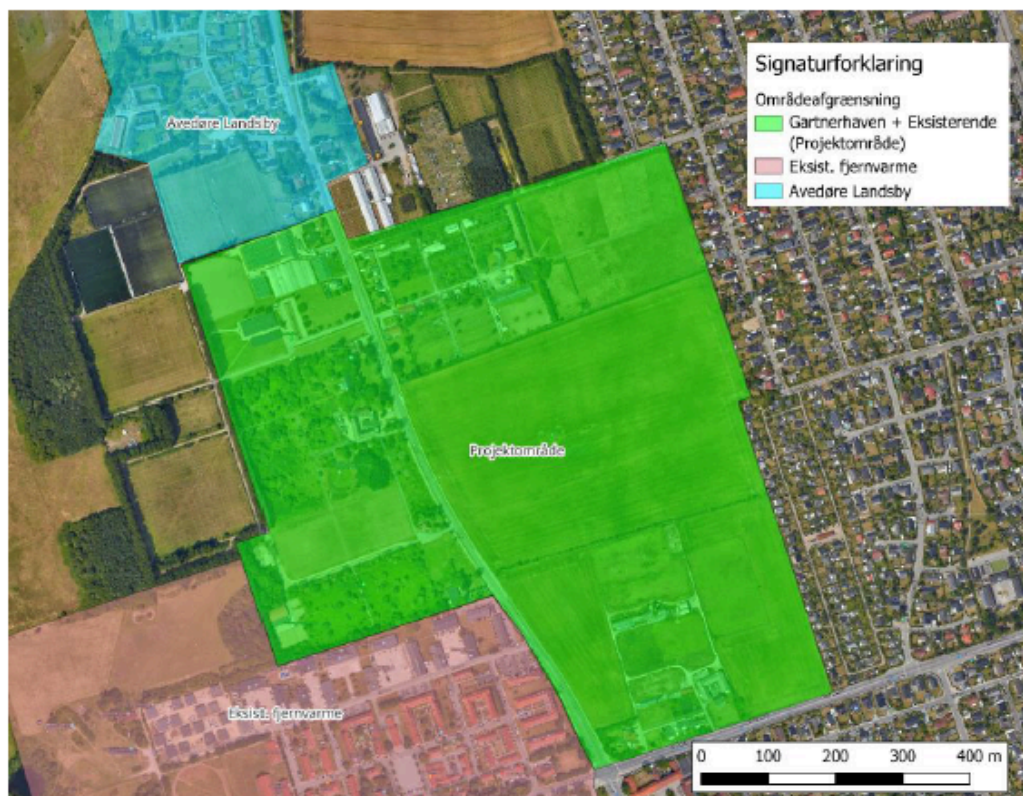 Signaturforklaring
Områdeafgrænsning
Gartnerhaven + Eksisterende
(Projektområde)
Eksist. fjernvarme
Avedøre Landsby
Avedøre Landsby
Projektområde
Eksist. fjernvarme
0 100 200 300 400 m